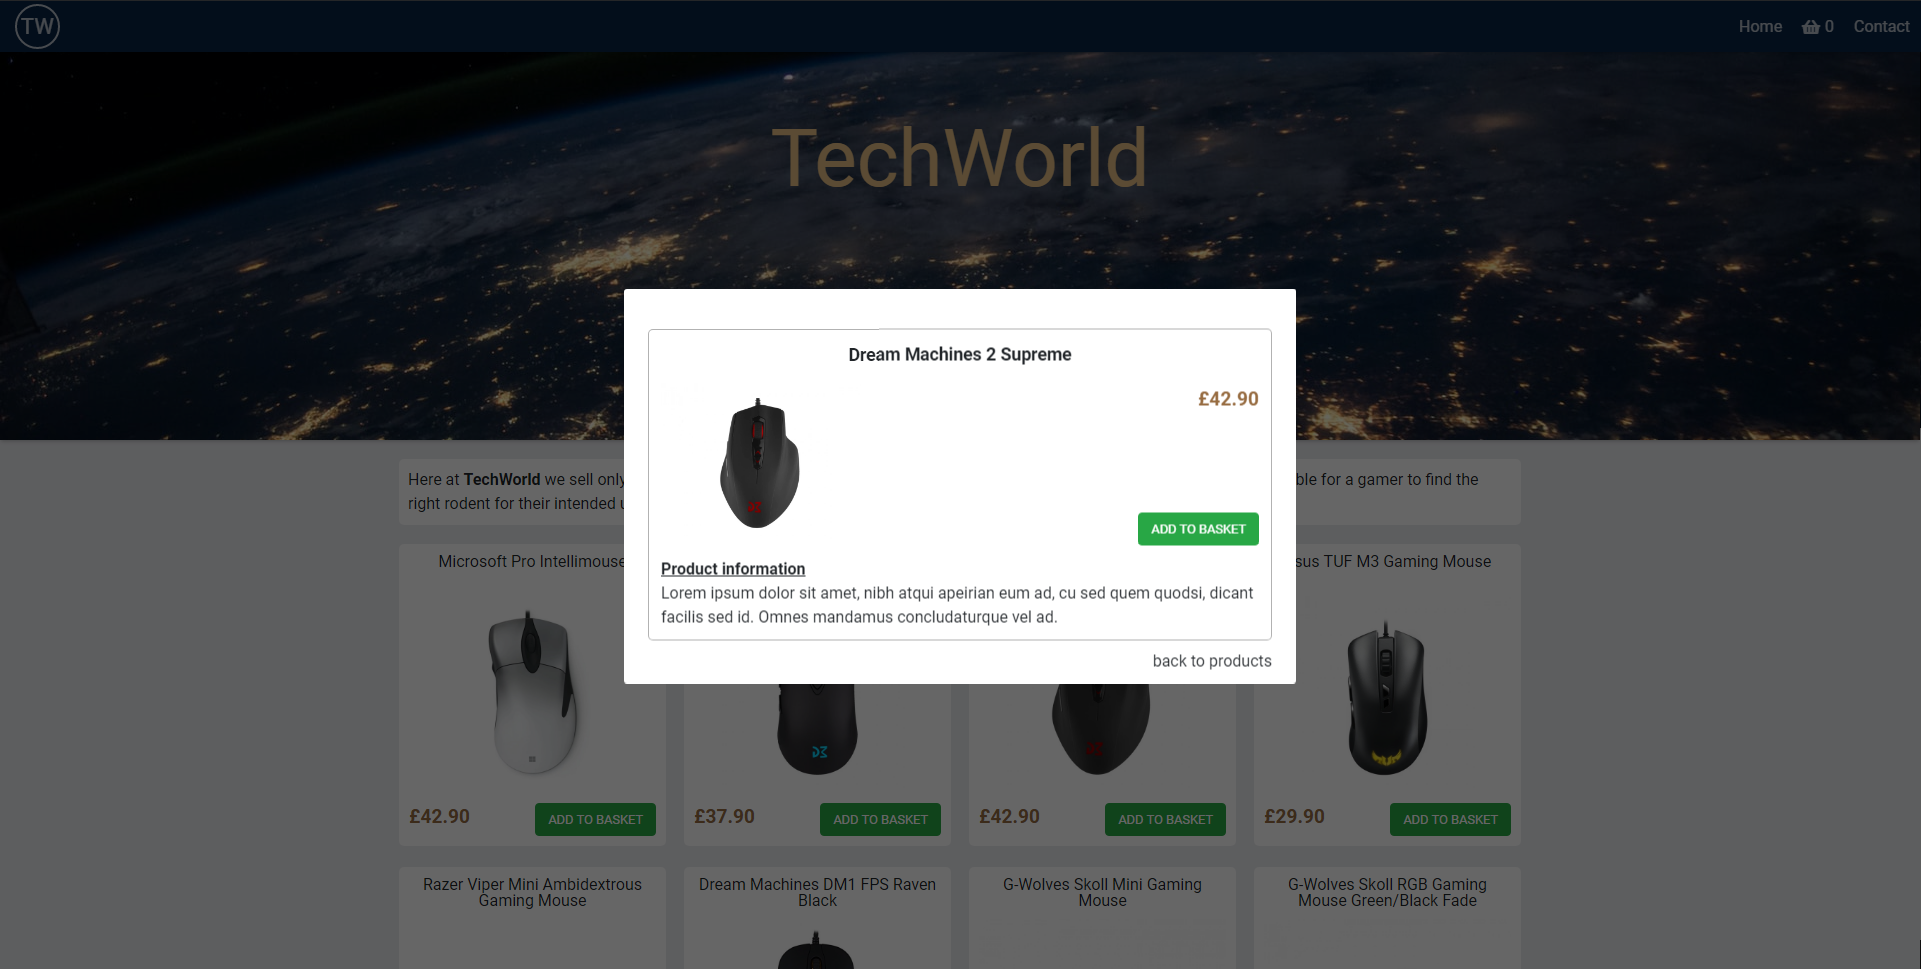 TW
Home
0
Contact
TechWorld
Dream Machines 2 Supreme
£42.90
ADD TO BASKET
Product information
Lorem ipsum dolor sit amet, nibh atqui apeirian eum ad, cu sed quem quodsi, dicant
facilis sed id. Omnes mandamus concludaturque vel ad.
back to products
Here at TechWorld we sell only
for a gamer to find the
right rodent for their intended
Microsoft Pro Intellimouse
TUF M3 Gaming Mouse
£42.90
ADD TO BASKET
£37.90
ADD TO BASKET
£42.90
ADD TO BASKET
£29.90
ADD TO BASKET
Razer Viper Mini Ambidextrous
Gaming Mouse
Dream Machines DM1 FPS Raven
Black
G-Wolves Skoll Mini Gaming
Mouse
G-Wolves Skoll RGB Gaming
Mouse Green/Black Fade